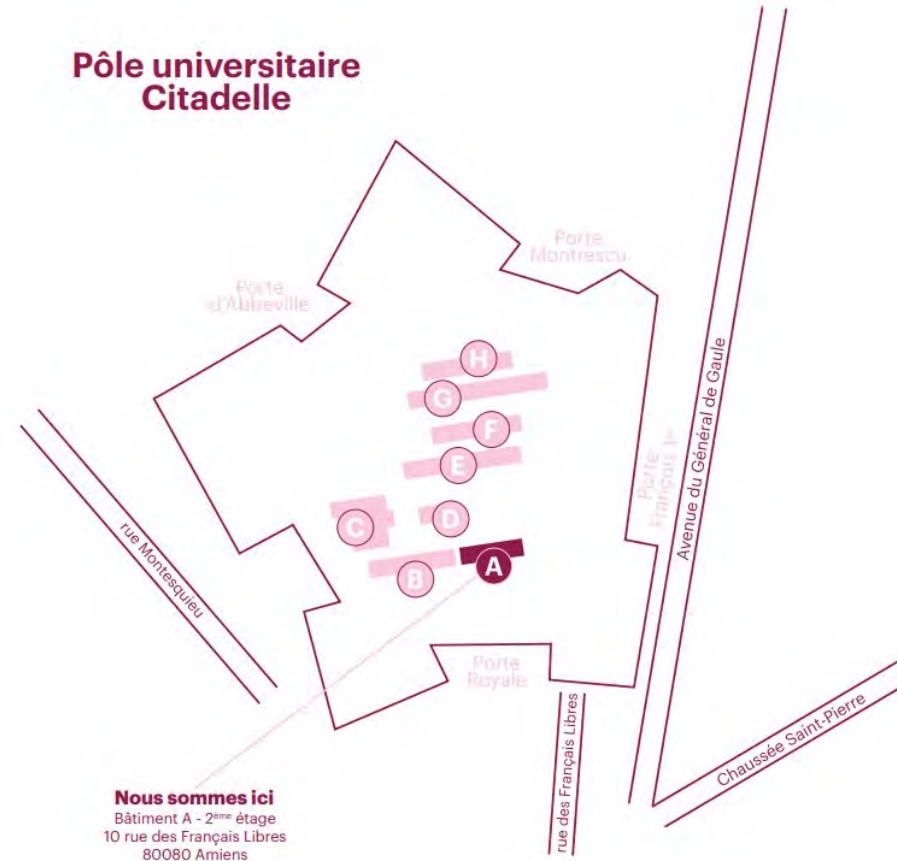 Pôle universitaire
Citadelle
Porte
Montrescu
Porte
d'Abbeville
H
G
F
E
Porte
François 1er
Avenue du Général de Gaule
C
D
rue Montesquieu
A
B
Porte
Royale
rue des Français Libres
Chaussée Saint-Pierre
Nous sommes ici
Bâtiment A - 2ème étage
10 rue des Français Libres
80080 Amiens